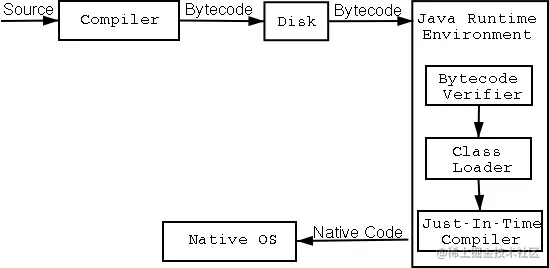 Source
Compiler
Bytecode
Disk
Bytecode
Java Runtime
Environment
Bytecode
Verifier
Class
Loader
Just-In-Time
Compiler
Native Code
Native OS
@稀土掘金技术社区